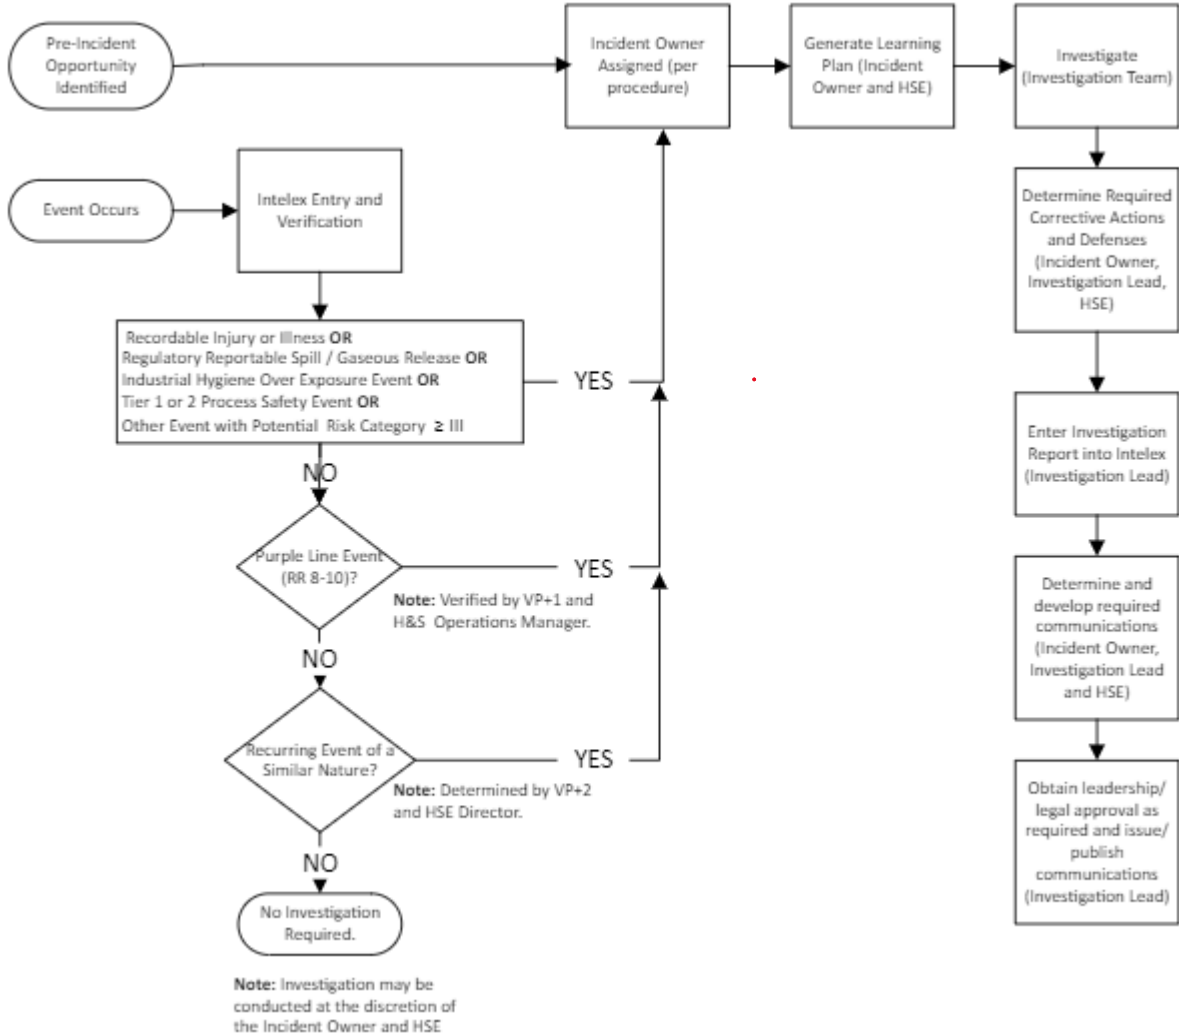 Pre-Incident
Opportunity
Identified
Incident Owner
Assigned (per
procedure)
Generate Learning
Plan (Incident
Owner and HSE)
Investigate
(Investigation Team)
Event Occurs
Intelex Entry and
Verification
Determine Required
Corrective Actions
and Defenses
(Incident Owner,
Investigation Lead,
HSE)
Recordable Injury or Illness OR
Regulatory Reportable Spill / Gaseous Release OR
Industrial Hygiene Over Exposure Event OR
Tier 1 or 2 Process Safety Event OR
Other Event with Potential Risk Category ≥ III
YES
NO
Enter Investigation
Report into Intelex
(Investigation Lead)
Purple Line Event
(RR 8-10)?
YES
Note: Verified by VP+1 and
H&S Operations Manager.
NO
Determine and
develop required
communications
(Incident Owner,
Investigation Lead
and HSE)
Recurring Event of a
Similar Nature?
YES
Note: Determined by VP+2
and HSE Director.
NO
Obtain leadership/
legal approval as
required and issue/
publish
communications
(Investigation Lead)
No Investigation
Required.
Note: Investigation may be
conducted at the discretion of
the Incident Owner and HSE